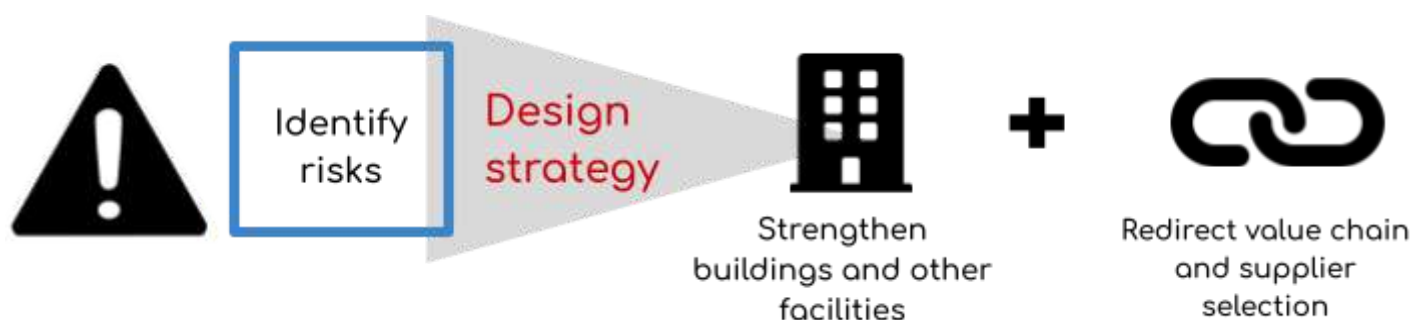 Identify
risks
Design
strategy
Strengthen
buildings and other
facilities
Redirect value chain
and supplier
selection